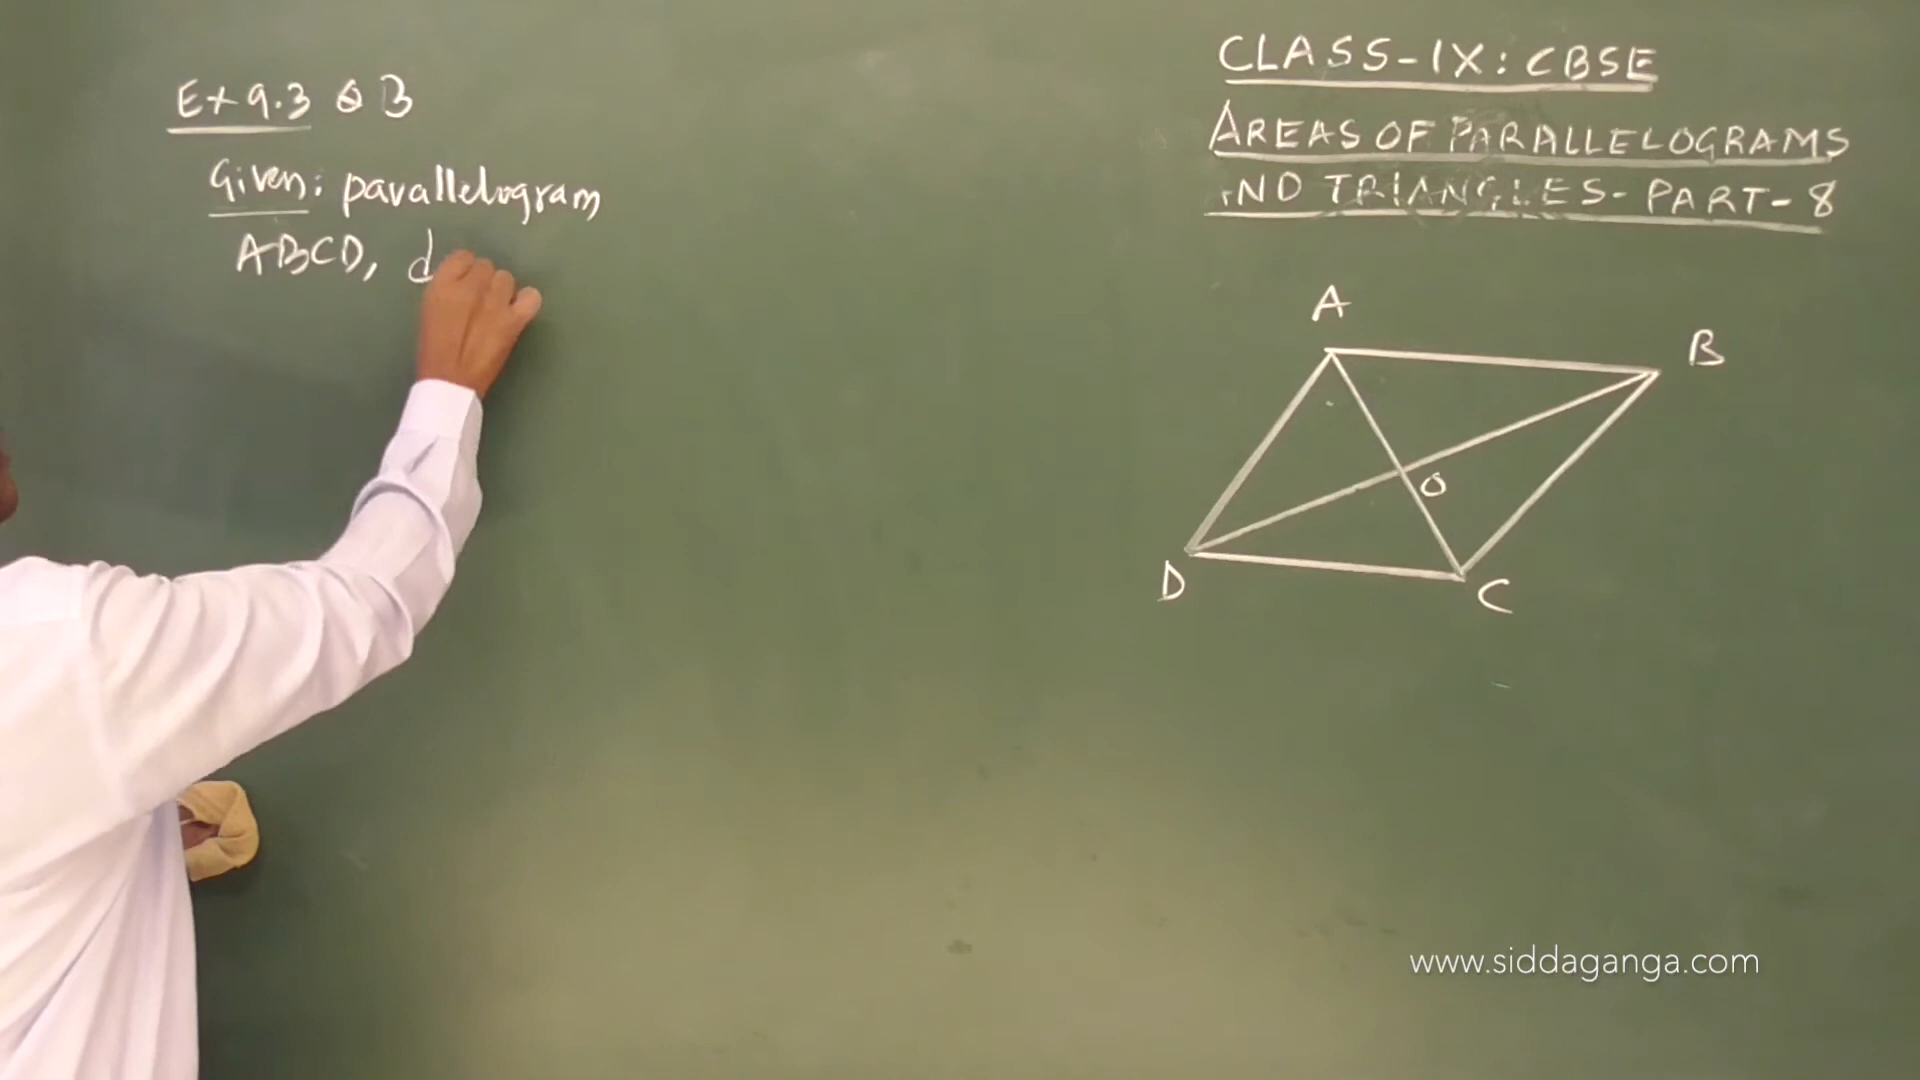 Ex 9.3 Q 3
Given: parallelogram
ABCD, d
CLASS-IX: CBSE
AREAS OF PARALLELOGRAMS
AND TRIANGLES-PART-8
A
B
O
D
C
www.siddaganga.com